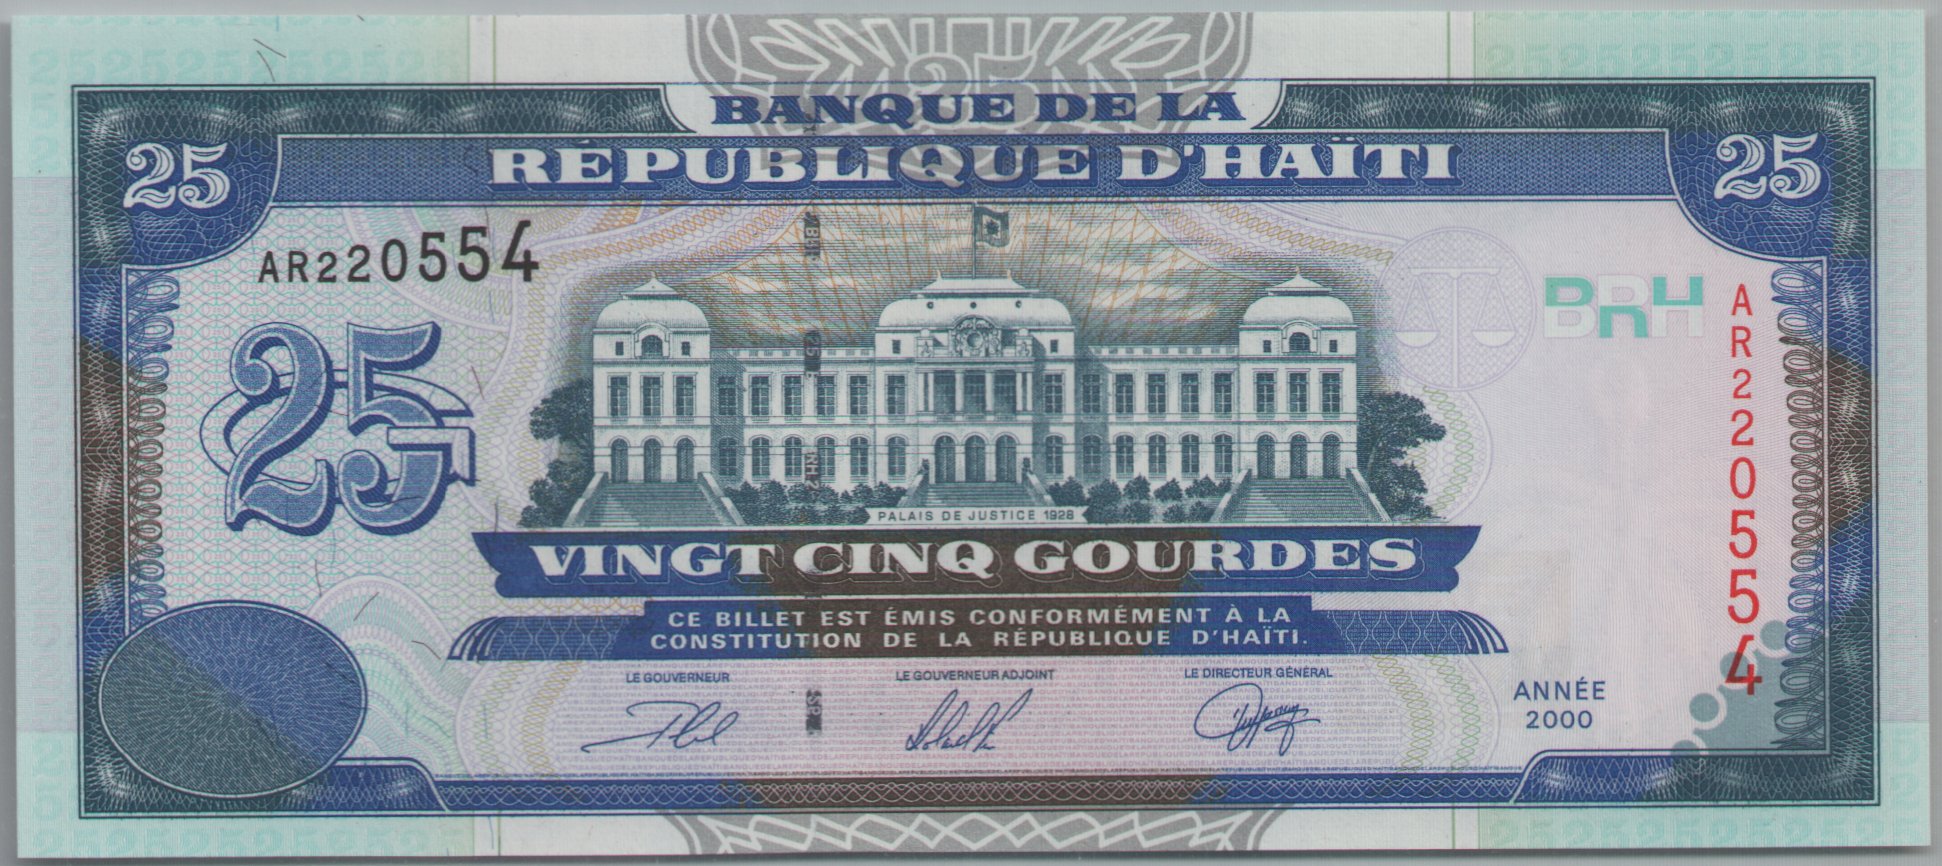 BANQUE DE LA
RÉPUBLIQUE D'HAÏTI
25
25
25
AR220554
25
BRH
AR220554
PALAIS DE JUSTICE 1928
VINGT CINQ GOURDES
CE BILLET EST ÉMIS CONFORMÉMENT À LA
CONSTITUTION DE LA RÉPUBLIQUE D'HAÏTI.
LE GOUVERNEUR
LE GOUVERNEUR ADJOINT
LE DIRECTEUR GÉNÉRAL
ANNÉE
2000